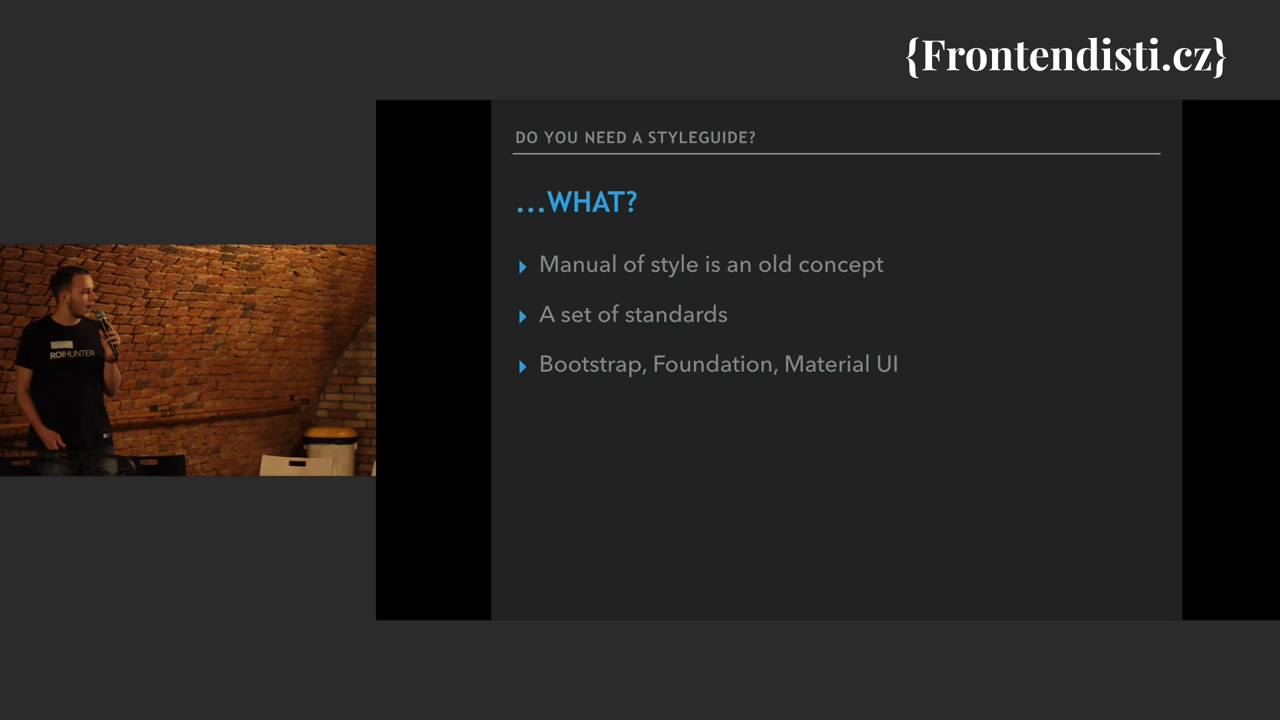 {Frontendisti.cz}
DO YOU NEED A STYLEGUIDE?
...WHAT?
Manual of style is an old concept
A set of standards
Bootstrap, Foundation, Material UI
ROIHUNTER